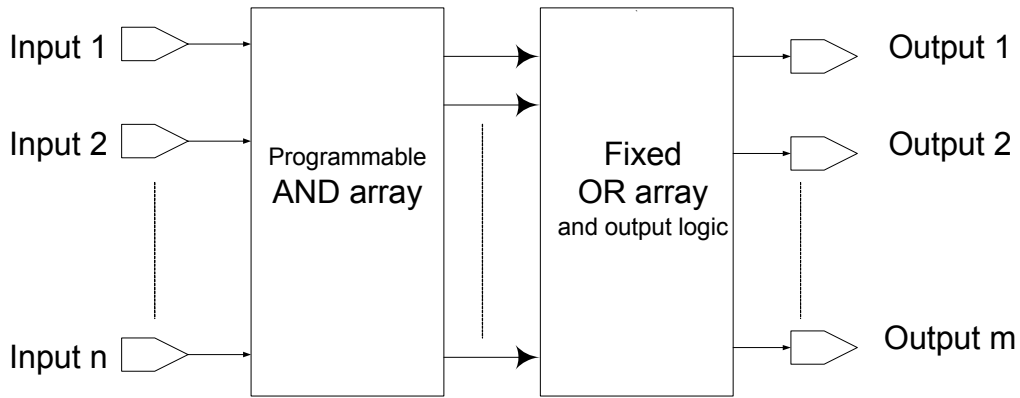 Input 1
Input 2
Input n
Programmable
AND array
Fixed
OR array
and output logic
Output 1
Output 2
Output m